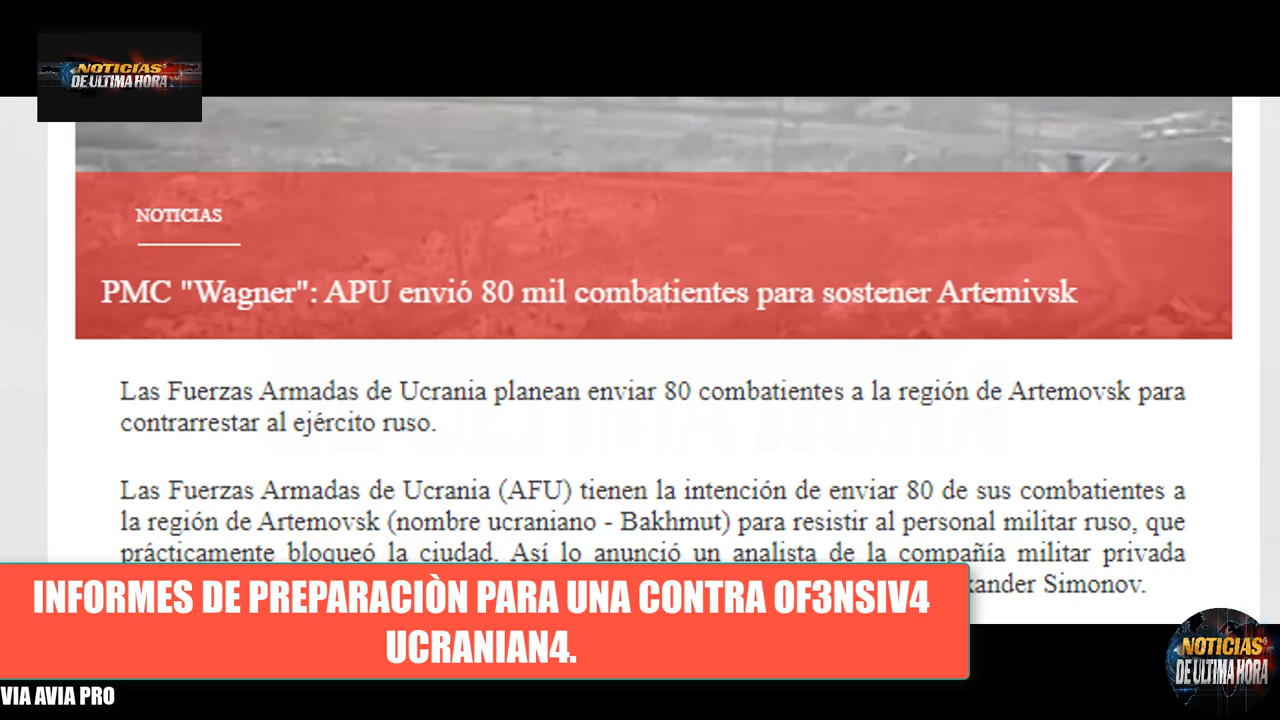 NOTICIAS
DE ULTIMA HORA
NOTICIAS
PMC "Wagner": APU envió 80 mil combatientes para sostener Artemivsk
Las Fuerzas Armadas de Ucrania planean enviar 80 combatientes a la región de Artemovsk para
contrarrestar al ejército ruso.
Las Fuerzas Armadas de Ucrania (AFU) tienen la intención de enviar 80 de sus combatientes a
la región de Artemovsk (nombre ucraniano - Bakhmut) para resistir al personal militar ruso, que
prácticamente bloqueó la ciudad. Así lo anunció un analista de la compañía militar privada
Simonov.
INFORMES DE PREPARACIÒN PARA UNA CONTRA 0F3NSIV4
UCRANIAN4.
VIA AVIA PRO
NOTICIAS
DE ULTIMA HORA